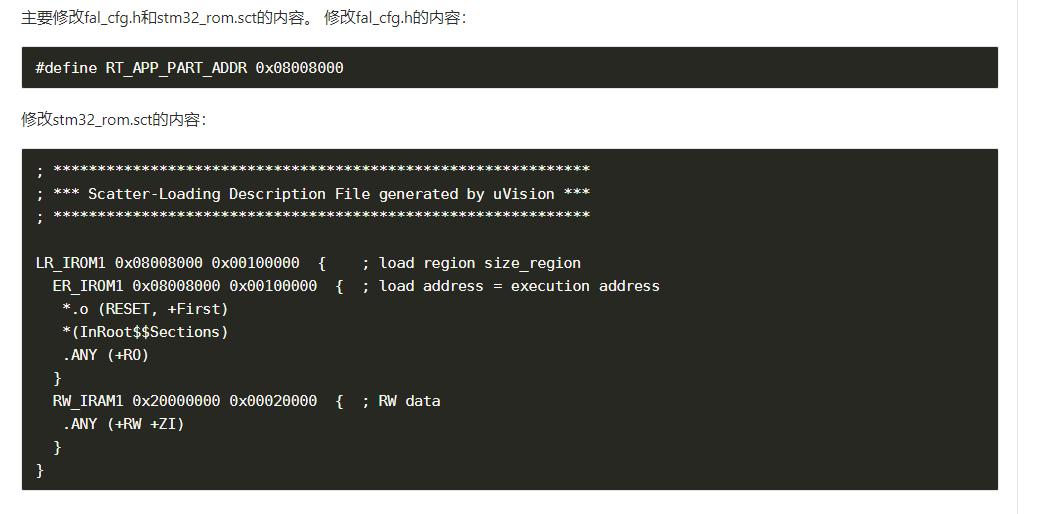 主要修改fal_cfg.h和stm32_rom.sct的内容。 修改fal_cfg.h的内容：
#define RT_APP_PART_ADDR 0x08008000
修改stm32_rom.sct的内容：
; *************************************************************
; *** Scatter-Loading Description File generated by uVision ***
; *************************************************************
LR_IROM1 0x08008000 0x00100000  {    ; load region size_region
  ER_IROM1 0x08008000 0x00100000  {  ; load address = execution address
   *.o (RESET, +First)
   *(InRoot$$Sections)
   .ANY (+RO)
  }
  RW_IRAM1 0x20000000 0x00020000  {  ; RW data
   .ANY (+RW +ZI)
  }
}